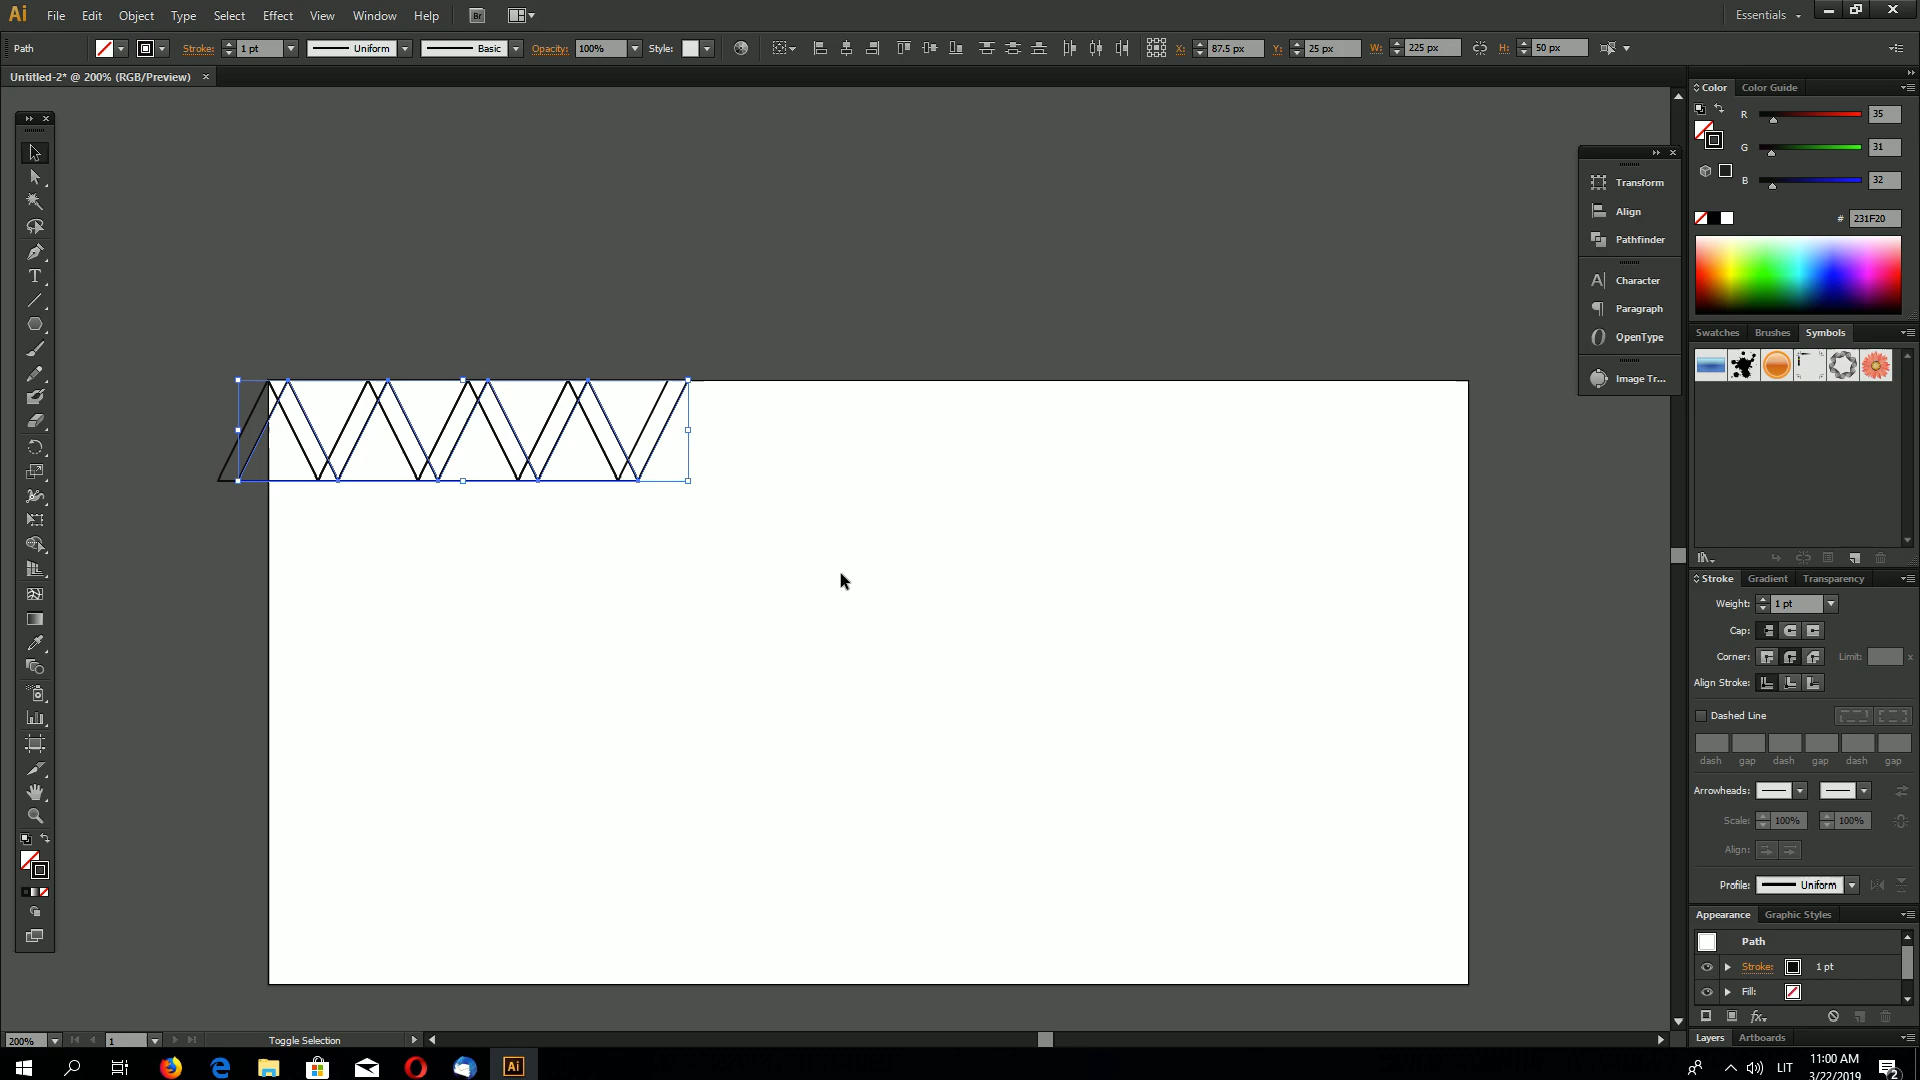 Ai File Edit Object Type Select Effect View Window Help Br Essentials
Path Stroke: 1 pt Uniform Basic Opacity: 100% Style: X: 87.5 px Y: 25 px W: 225 px H: 50 px
Untitled-2* @ 200% (RGB/Preview) ×
Color Color Guide
R 35
G 31
B 32
# 231F20
Transform
Align
Pathfinder
Character
Paragraph
OpenType
Image Tr...
Swatches Brushes Symbols
Stroke Gradient Transparency
Weight: 1 pt
Cap:
Corner: Limit: x
Align Stroke:
Dashed Line
dash gap dash gap dash gap
Arrowheads:
Scale: 100% 100%
Align:
Profile: Uniform
Appearance Graphic Styles
Path
Stroke: 1 pt
Fill:
fx
Layers Artboards
200% 1 Toggle Selection
Ai LIT 11:00 AM
3/22/2019 2